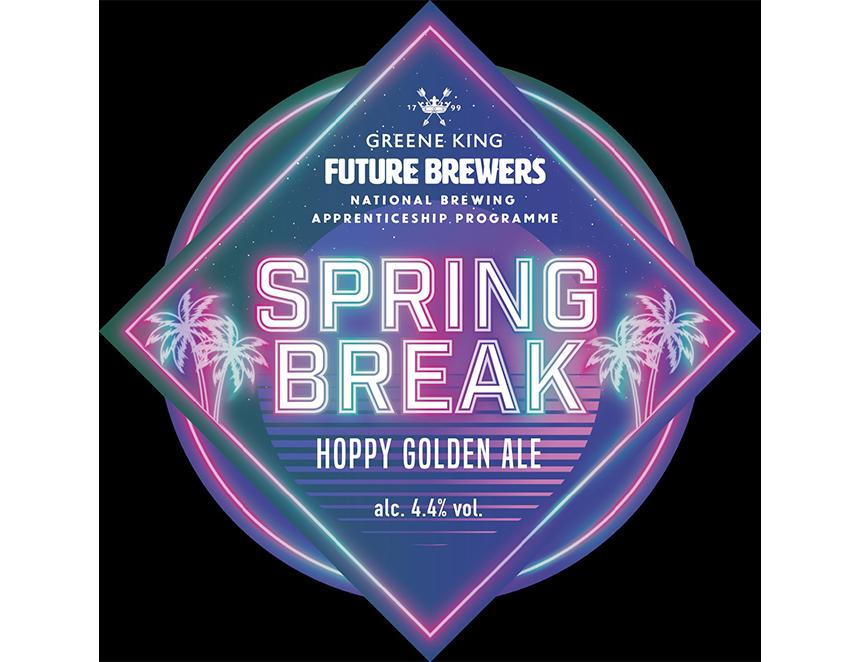 17 99
GREENE KING
FUTURE BREWERS
NATIONAL BREWING
APPRENTICESHIP PROGRAMME
SPRING
BREAK
HOPPY GOLDEN ALE
alc. 4.4% vol.